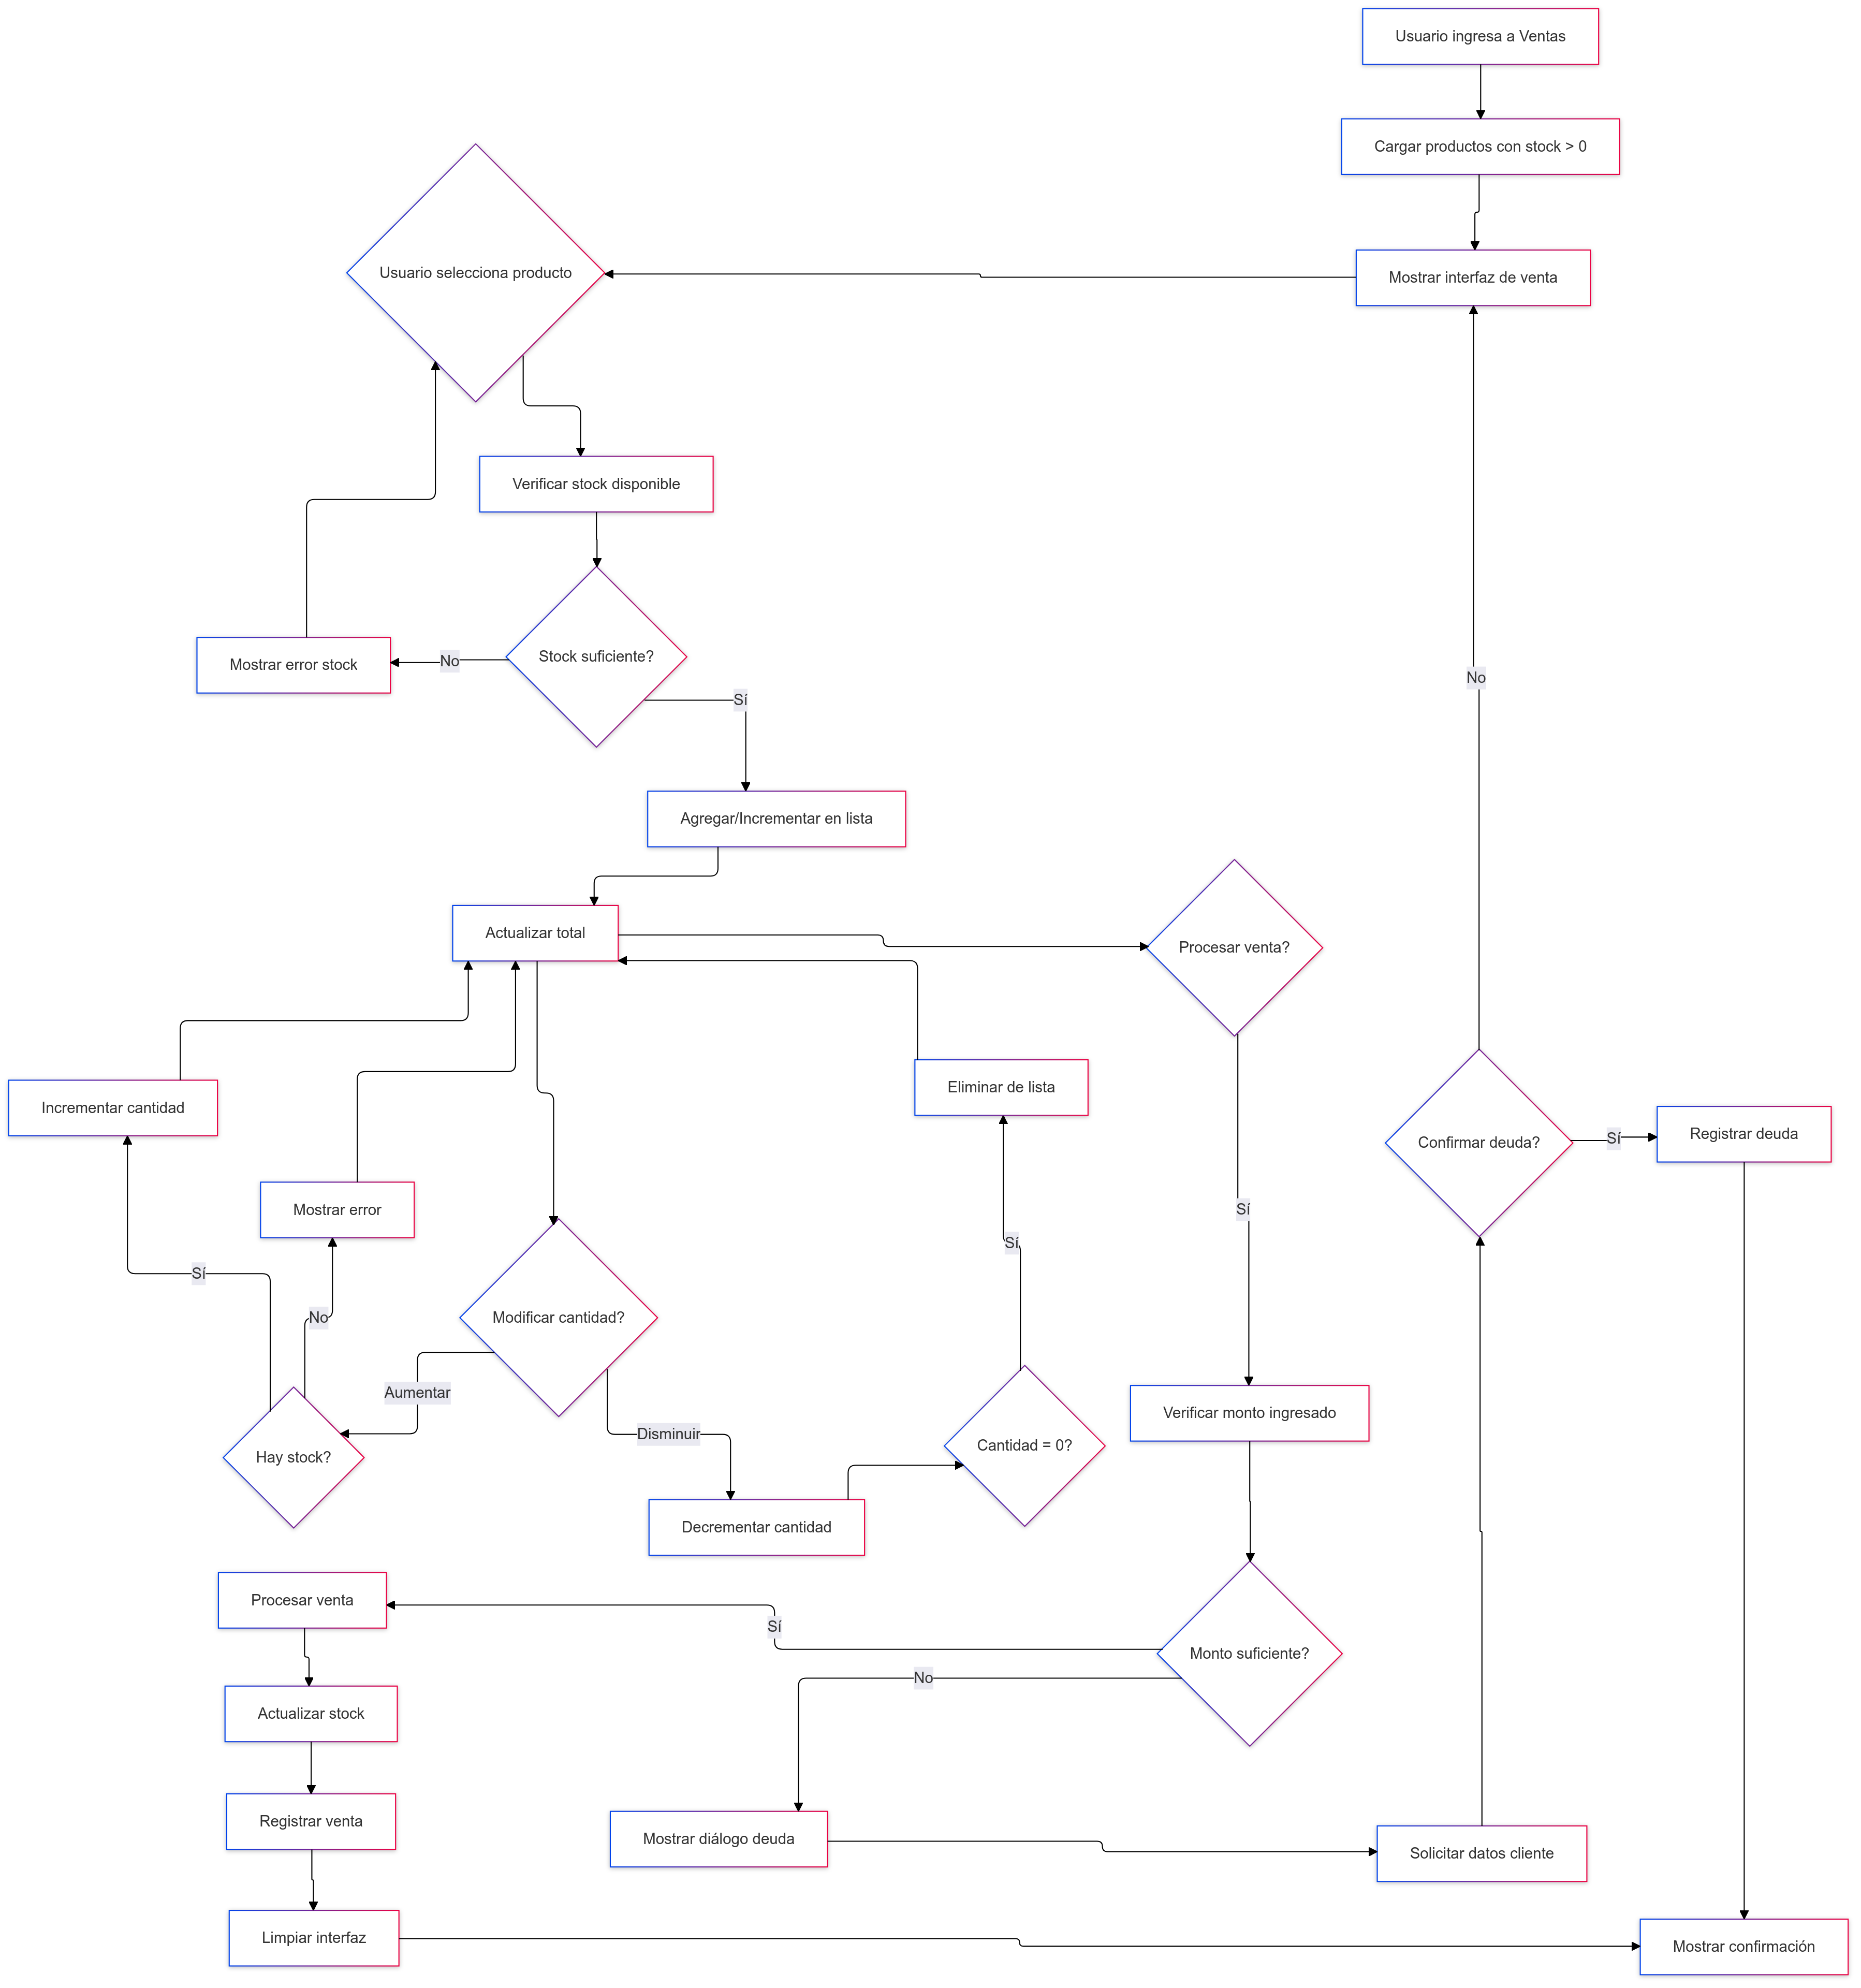 Usuario ingresa a Ventas
Cargar productos con stock > 0
Usuario selecciona producto
Mostrar interfaz de venta
Verificar stock disponible
Stock suficiente?
No
Mostrar error stock
Sí
No
Agregar/Incrementar en lista
Actualizar total
Procesar venta?
Eliminar de lista
Incrementar cantidad
Confirmar deuda?
Sí
Registrar deuda
Mostrar error
Sí
Sí
Sí
No
Modificar cantidad?
Aumentar
Verificar monto ingresado
Disminuir
Cantidad = 0?
Hay stock?
Decrementar cantidad
Procesar venta
Sí
Monto suficiente?
No
Actualizar stock
Registrar venta
Mostrar diálogo deuda
Solicitar datos cliente
Limpiar interfaz
Mostrar confirmación